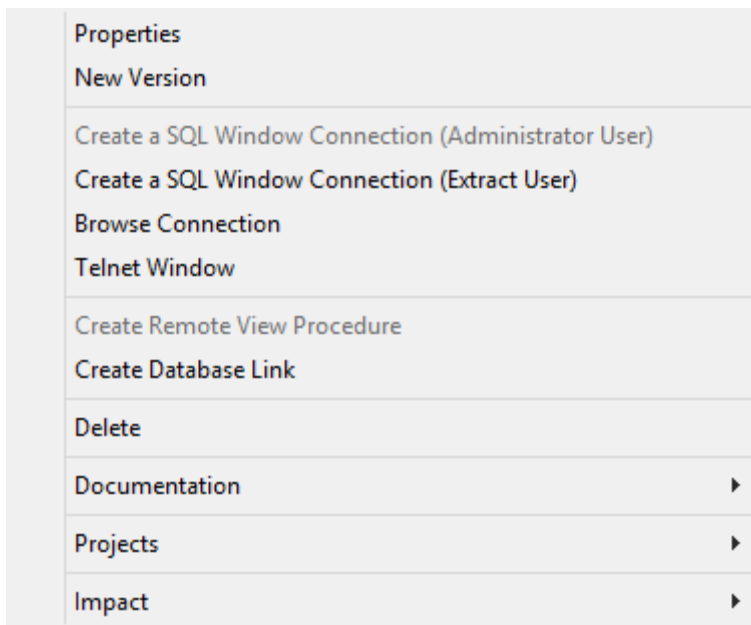 Properties
New Version
Create a SQL Window Connection (Administrator User)
Create a SQL Window Connection (Extract User)
Browse Connection
Telnet Window
Create Remote View Procedure
Create Database Link
Delete
Documentation
Projects
Impact